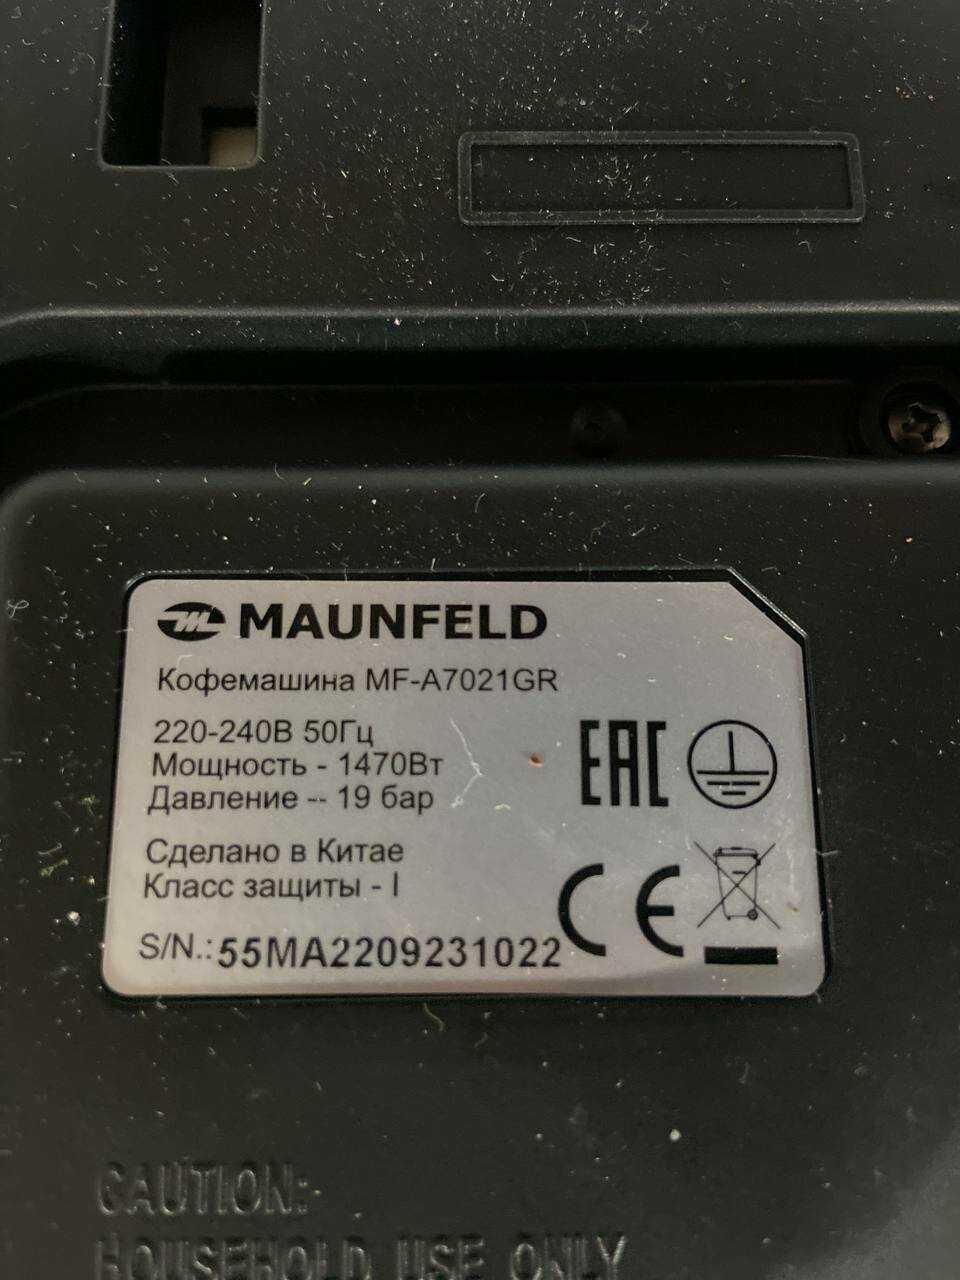 MAUNFELD
Кофемашина MF-A7021GR
220-240В 50Гц
Мощность - 1470Вт
Давление -- 19 бар
EAC
Сделано в Китае
Класс защиты - I
CE
S/N.: 55MA2209231022
CAUTION:
HOUSEHOLD USE ONLY